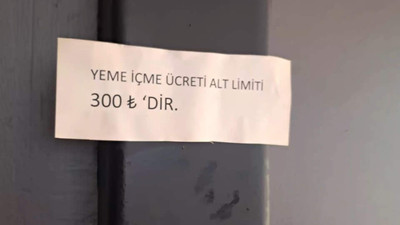 YEME İÇME ÜCRETİ ALT LİMİTİ
300 ₺ ‘DİR.